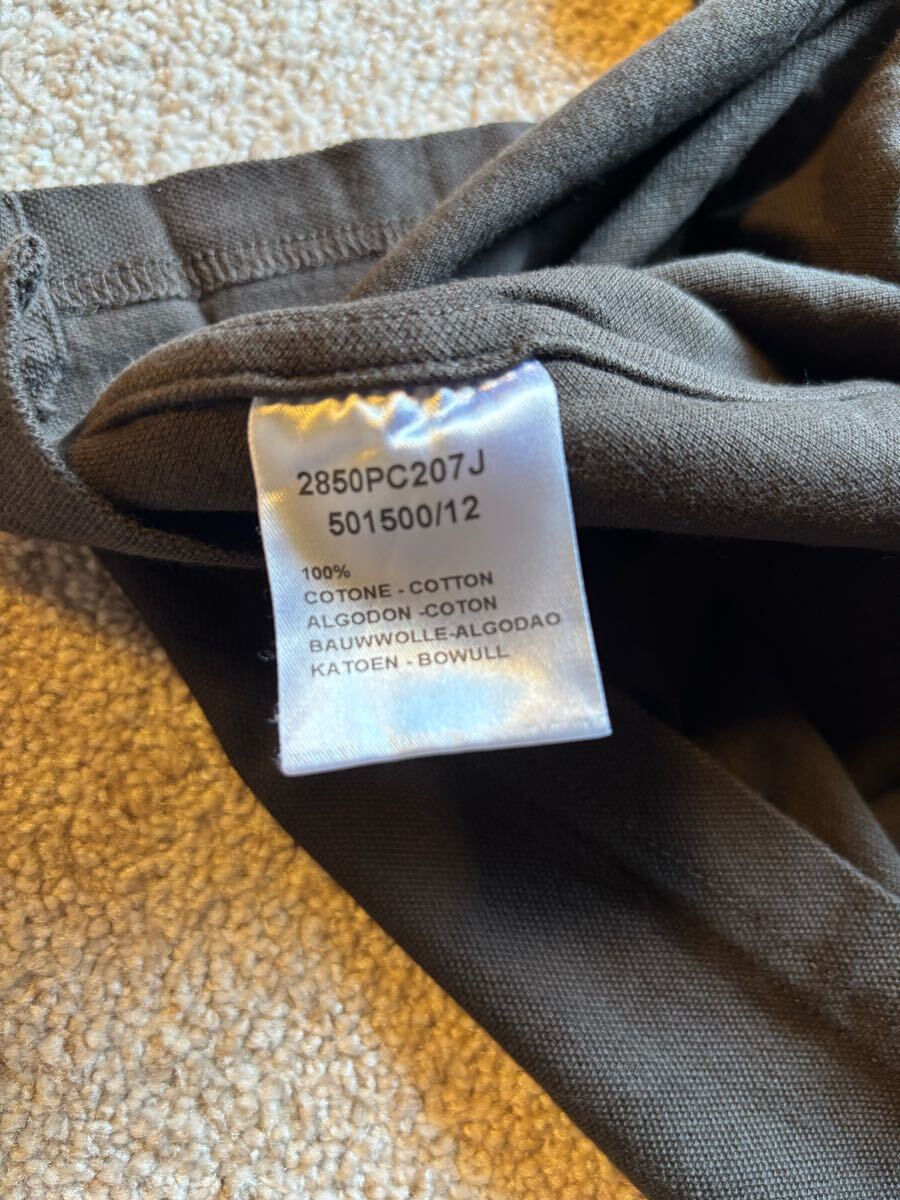 2850PC207J
501500/12
100%
COTONE - COTTON
ALGODON -COTON
BAUWWOLLE-ALGODAO
KATOEN - BOWULL